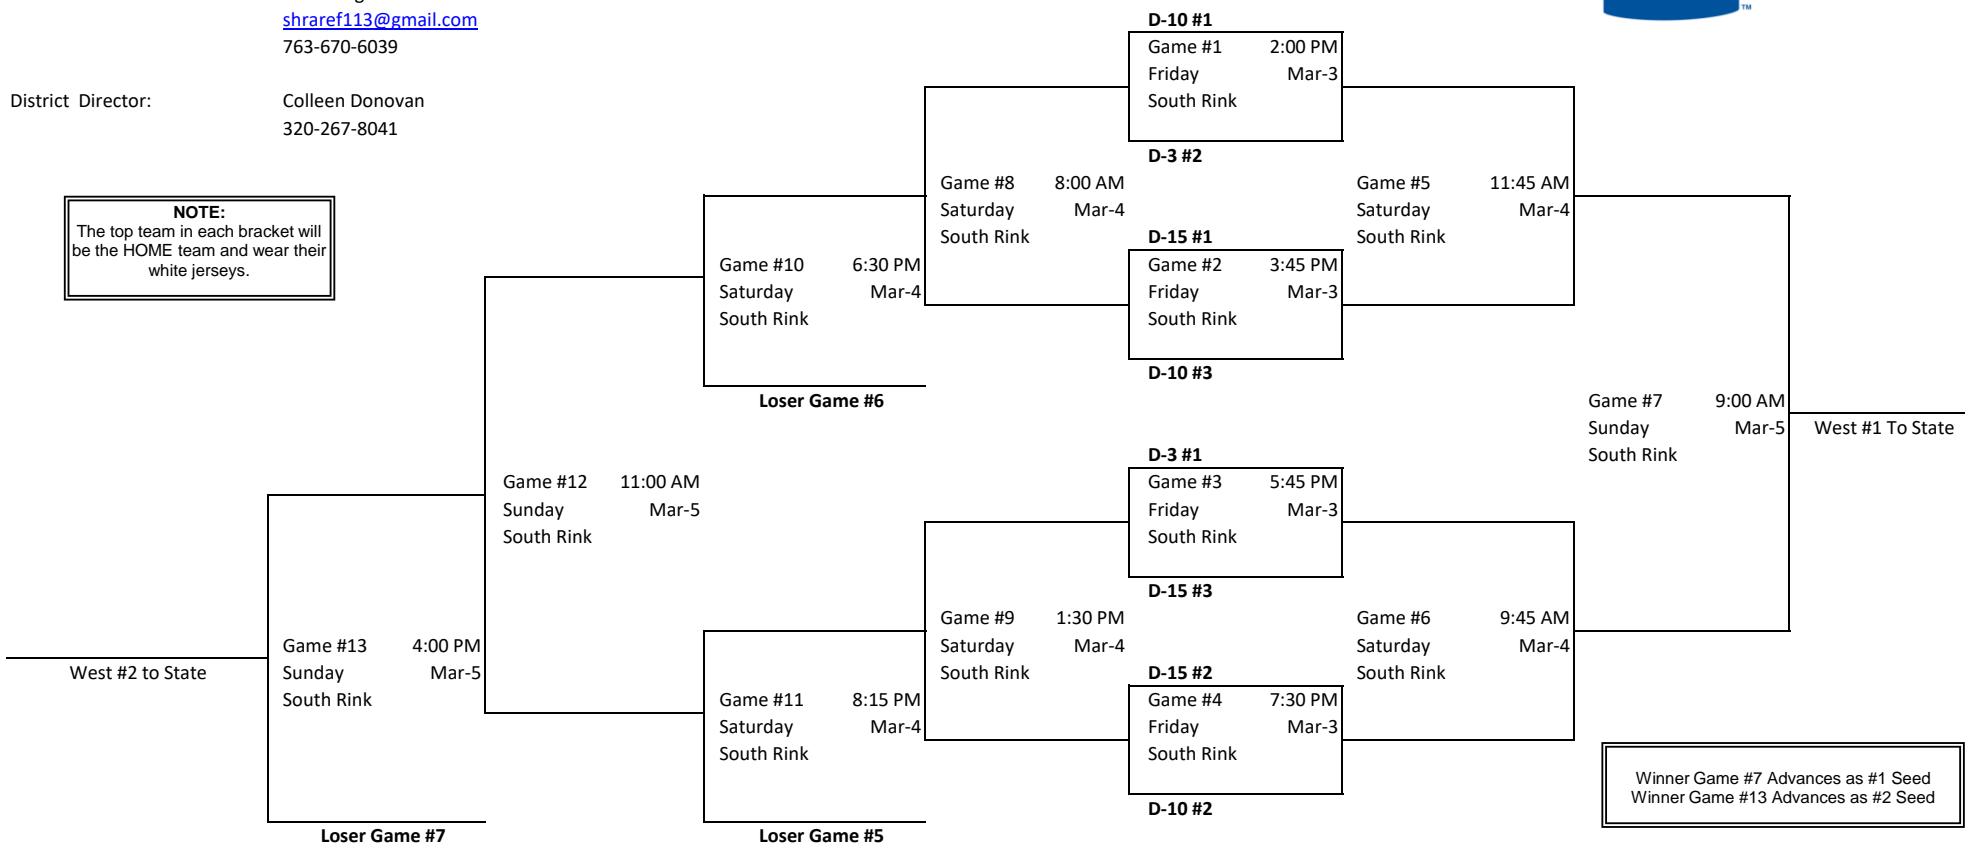 shraref113@gmail.com
763-670-6039
District Director: Colleen Donovan
320-267-8041
NOTE:
The top team in each bracket will
be the HOME team and wear their
white jerseys.
D-10 #1
Game #1 2:00 PM
Friday Mar-3
South Rink
D-3 #2
Game #8 8:00 AM
Saturday Mar-4
South Rink
Game #5 11:45 AM
Saturday Mar-4
South Rink
D-15 #1
Game #2 3:45 PM
Friday Mar-3
South Rink
D-10 #3
Game #10 6:30 PM
Saturday Mar-4
South Rink
Loser Game #6
Game #7 9:00 AM
Sunday Mar-5
South Rink
West #1 To State
D-3 #1
Game #3 5:45 PM
Friday Mar-3
South Rink
D-15 #3
Game #12 11:00 AM
Sunday Mar-5
South Rink
Game #9 1:30 PM
Saturday Mar-4
South Rink
Game #6 9:45 AM
Saturday Mar-4
South Rink
D-15 #2
Game #4 7:30 PM
Friday Mar-3
South Rink
D-10 #2
Game #13 4:00 PM
Sunday Mar-5
South Rink
West #2 to State
Game #11 8:15 PM
Saturday Mar-4
South Rink
Loser Game #7
Loser Game #5
Winner Game #7 Advances as #1 Seed
Winner Game #13 Advances as #2 Seed
TM